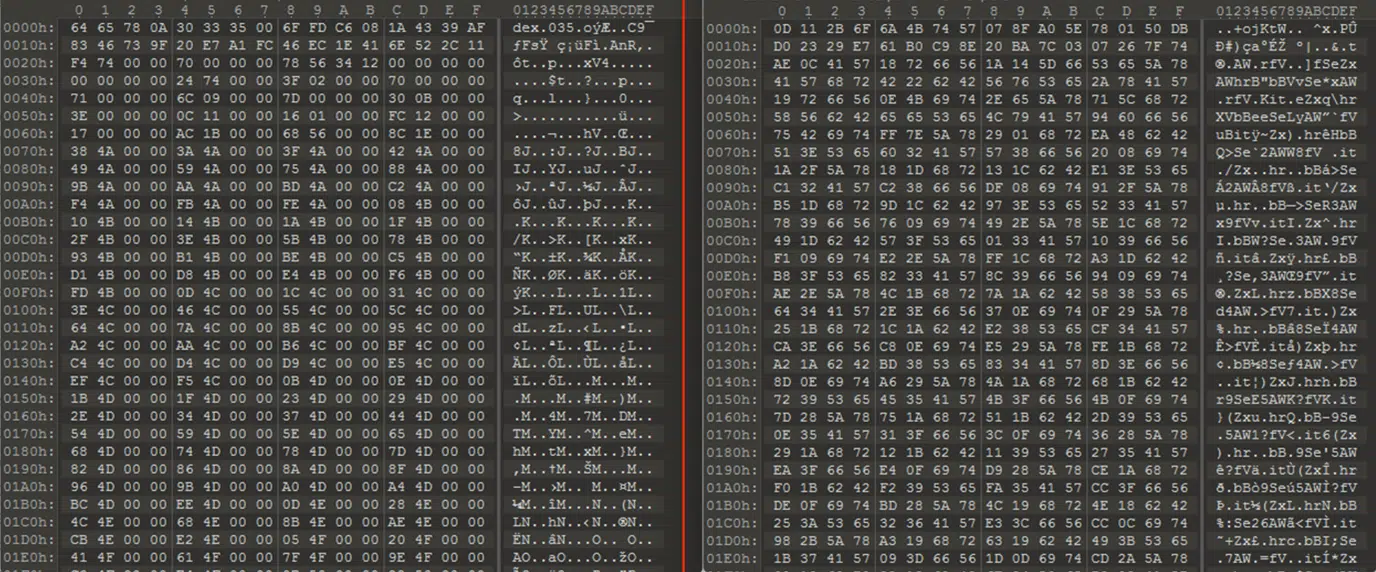 0 1 2 3 4 5 6 7 8 9 A B C D E F 0123456789ABCDEF
0000h: 64 65 78 0A 30 33 35 00 6F FD C6 08 1A 43 39 AF dex.035.oýÆ..C9¯
0010h: 83 46 73 9F 20 E7 A1 FC 46 EC 1E 41 6E 52 2C 11 ƒFsŸ ç¡üFì.AnR,.
0020h: F4 74 00 00 70 00 00 00 78 56 34 12 00 00 00 00 ôt..p...xV4.....
0030h: 00 00 00 00 24 74 00 00 3F 02 00 00 70 00 00 00 ....$t..?...p...
0040h: 71 00 00 00 6C 09 00 00 7D 00 00 00 30 0B 00 00 q...l...}...0...
0050h: 3E 00 00 00 0C 11 00 00 16 01 00 00 FC 12 00 00 >...........ü...
0060h: 17 00 00 00 AC 1B 00 00 68 56 00 00 8C 1E 00 00 ....¬...hV..Œ...
0070h: 38 4A 00 00 3A 4A 00 00 3F 4A 00 00 42 4A 00 00 8J..:J..?J..BJ..
0080h: 49 4A 00 00 59 4A 00 00 75 4A 00 00 88 4A 00 00 IJ..YJ..uJ..ˆJ..
0090h: 9B 4A 00 00 AA 4A 00 00 BD 4A 00 00 C2 4A 00 00 ›J..ªJ..½J..ÂJ..
00A0h: F4 4A 00 00 FB 4A 00 00 FE 4A 00 00 08 4B 00 00 ôJ..ûJ..þJ...K..
00B0h: 10 4B 00 00 14 4B 00 00 1A 4B 00 00 1F 4B 00 00 .K...K...K...K..
00C0h: 2F 4B 00 00 3E 4B 00 00 5B 4B 00 00 78 4B 00 00 /K..>K..[K..xK..
00D0h: 93 4B 00 00 B1 4B 00 00 BE 4B 00 00 C5 4B 00 00 “K..±K..¾K..ÅK..
00E0h: D1 4B 00 00 D8 4B 00 00 E4 4B 00 00 F6 4B 00 00 ÑK..ØK..äK..öK..
00F0h: FD 4B 00 00 0D 4C 00 00 1C 4C 00 00 31 4C 00 00 ýK...L...L..1L..
0100h: 3E 4C 00 00 46 4C 00 00 55 4C 00 00 5C 4C 00 00 >L..FL..UL..\L..
0110h: 64 4C 00 00 7A 4C 00 00 8B 4C 00 00 95 4C 00 00 dL..zL..‹L..•L..
0120h: A2 4C 00 00 AA 4C 00 00 B6 4C 00 00 BF 4C 00 00 ¢L..ªL..¶L..¿L..
0130h: C4 4C 00 00 D4 4C 00 00 D9 4C 00 00 E5 4C 00 00 ÄL..ÔL..ÙL..åL..
0140h: EF 4C 00 00 F5 4C 00 00 0B 4D 00 00 0E 4D 00 00 ïL..õL...M...M..
0150h: 1B 4D 00 00 1F 4D 00 00 23 4D 00 00 29 4D 00 00 .M...M..#M..)M..
0160h: 2E 4D 00 00 34 4D 00 00 37 4D 00 00 44 4D 00 00 .M..4M..7M..DM..
0170h: 54 4D 00 00 59 4D 00 00 5E 4D 00 00 65 4D 00 00 TM..YM..^M..eM..
0180h: 68 4D 00 00 74 4D 00 00 78 4D 00 00 7D 4D 00 00 hM..tM..xM..}M..
0190h: 82 4D 00 00 86 4D 00 00 8A 4D 00 00 8F 4D 00 00 ‚M..†M..ŠM...M..
01A0h: 96 4D 00 00 9B 4D 00 00 A0 4D 00 00 A4 4D 00 00 –M..›M.. M..¤M..
01B0h: BC 4D 00 00 EE 4D 00 00 00 4E 00 00 28 4E 00 00 ¼M..îM...N..(N..
01C0h: 4C 4E 00 00 68 4E 00 00 8B 4E 00 00 AE 4E 00 00 LN..hN..‹N..®N..
01D0h: CB 4E 00 00 E2 4E 00 00 05 4F 00 00 20 4F 00 00 ËN..âN...O.. O..
01E0h: 41 4F 00 00 61 4F 00 00 7F 4F 00 00 9E 4F 00 00 AO..aO...O..žO..
0 1 2 3 4 5 6 7 8 9 A B C D E F 0123456789ABCDEF
0000h: 0D 11 2B 6F 6A 4B 74 57 07 8F A0 5E 78 01 50 DB ..+ojKtW.. ^x.PÛ
0010h: D0 23 29 E7 61 B0 C9 8E 20 BA 7C 03 07 26 7F 74 Ð#)ça°ÉŽ º|..&.t
0020h: AE 0C 41 57 18 72 66 56 1A 14 5D 66 53 65 5A 78 ®.AW.rfV..]fSeZx
0030h: 41 57 68 72 42 22 62 42 56 76 53 65 2A 78 41 57 AWhrB"bBVvSe*xAW
0040h: 19 72 66 56 0E 4B 69 74 2E 65 5A 78 71 5C 68 72 .rfV.Kit.eZxq\hr
0050h: 58 56 62 42 65 65 53 65 4C 79 41 57 94 60 66 56 XVbBeeSeLyAW”`fV
0060h: 75 42 69 74 FF 7E 5A 78 29 01 68 72 EA 48 62 42 uBitÿ~Zx).hrêHbB
0070h: 51 3E 53 65 60 32 41 57 57 38 66 56 20 08 69 74 Q>Se`2AWW8fV .it
0080h: 1A 2F 5A 78 18 1D 68 72 13 1C 62 42 E1 3E 53 65 ./Zx..hr..bBá>Se
0090h: C1 32 41 57 C2 38 66 56 DF 08 69 74 91 2F 5A 78 Á2AWÂ8fVß.it‘/Zx
00A0h: B5 1D 68 72 9D 1C 62 42 97 3E 53 65 52 33 41 57 µ.hr..bB—>SeR3AW
00B0h: 78 39 66 56 76 09 69 74 49 2E 5A 78 5E 1C 68 72 x9fVv.itI.Zx^.hr
00C0h: 49 1D 62 42 57 3F 53 65 01 33 41 57 10 39 66 56 I.bBW?Se.3AW.9fV
00D0h: F1 09 69 74 E2 2E 5A 78 FF 1C 68 72 A3 1D 62 42 ñ.itâ.Zxÿ.hr£.bB
00E0h: B8 3F 53 65 82 33 41 57 8C 39 66 56 94 09 69 74 ¸?Se‚3AWŒ9fV”.it
00F0h: AE 2E 5A 78 4C 1B 68 72 7A 1A 62 42 58 38 53 65 ®.ZxL.hrz.bBX8Se
0100h: 64 34 41 57 2E 3E 66 56 37 0E 69 74 0F 29 5A 78 d4AW.>fV7.it.)Zx
0110h: 25 1B 68 72 1C 1A 62 42 E2 38 53 65 CF 34 41 57 %.hr..bBâ8SeÏ4AW
0120h: CA 3E 66 56 C8 0E 69 74 E5 29 5A 78 FE 1B 68 72 Ê>fVÈ.itå)Zxþ.hr
0130h: A2 1A 62 42 BD 38 53 65 83 34 41 57 8D 3E 66 56 ¢.bB½8Seƒ4AW.>fV
0140h: 8D 0E 69 74 A6 29 5A 78 4A 1A 68 72 68 1B 62 42 ..it¦)ZxJ.hrh.bB
0150h: 72 39 53 65 45 35 41 57 4B 3F 66 56 4B 0F 69 74 r9SeE5AWK?fVK.it
0160h: 7D 28 5A 78 75 1A 68 72 51 1B 62 42 2D 39 53 65 }(Zxu.hrQ.bB-9Se
0170h: 0E 35 41 57 31 3F 66 56 3C 0F 69 74 36 28 5A 78 .5AW1?fV<.it6(Zx
0180h: 29 1A 68 72 12 1B 62 42 11 39 53 65 27 35 41 57 ).hr..bB.9Se'5AW
0190h: EA 3F 66 56 E4 0F 69 74 D9 28 5A 78 CE 1A 68 72 ê?fVä.itÙ(ZxÎ.hr
01A0h: F0 1B 62 42 F2 39 53 65 FA 35 41 57 CC 3F 66 56 ð.bBò9Seú5AWÌ?fV
01B0h: DE 0F 69 74 BD 28 5A 78 4C 19 68 72 4E 18 62 42 Þ.it½(ZxL.hrN.bB
01C0h: 25 3A 53 65 32 36 41 57 E3 3C 66 56 CC 0C 69 74 %:Se26AWã<fVÌ.it
01D0h: 98 2B 5A 78 A3 19 68 72 63 19 62 42 49 3B 53 65 ˜+Zx£.hrc.bBI;Se
01E0h: 1B 37 41 57 09 3D 66 56 1D 0D 69 74 CD 2A 5A 78 .7AW.=fV..itÍ*Zx